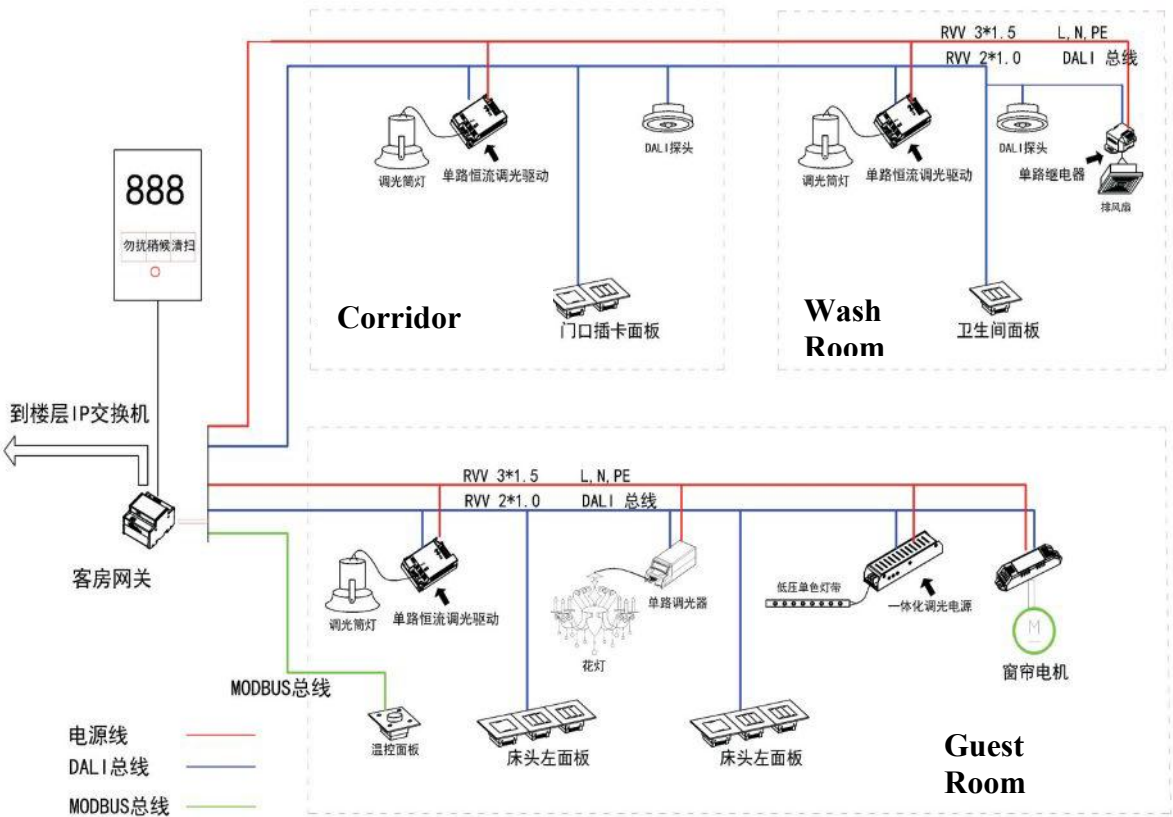 RVV 3*1.5 L,N,PE
RVV 2*1.0 DALI 总线
888
勿扰稍候清扫
调光筒灯
单路恒流调光驱动
DALI探头
Corridor
门口插卡面板
调光筒灯
单路恒流调光驱动
DALI探头
单路继电器
排风扇
Wash
Room
卫生间面板
到楼层IP交换机
客房网关
RVV 3*1.5 L,N,PE
RVV 2*1.0 DALI 总线
调光筒灯
单路恒流调光驱动
单路调光器
花灯
低压单色灯带
一体化调光电源
M
窗帘电机
MODBUS总线
温控面板
床头左面板
床头左面板
Guest
Room
电源线
DALI总线
MODBUS总线